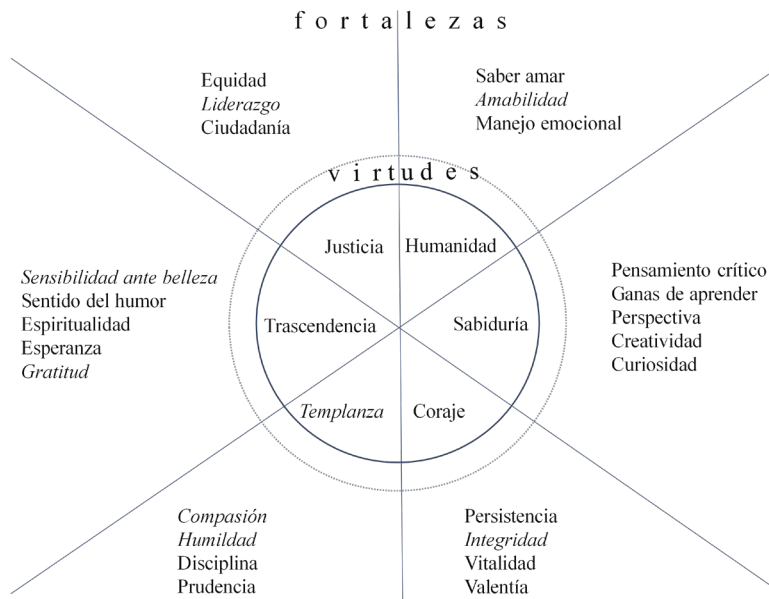 f o r t a l e z a s
Equidad
Liderazgo
Ciudadanía
Saber amar
Amabilidad
Manejo emocional
v i r t u d e s
Justicia
Humanidad
Sensibilidad ante belleza
Sentido del humor
Espiritualidad
Esperanza
Gratitud
Trascendencia
Sabiduría
Pensamiento crítico
Ganas de aprender
Perspectiva
Creatividad
Curiosidad
Templanza
Coraje
Compasión
Humildad
Disciplina
Prudencia
Persistencia
Integridad
Vitalidad
Valentía